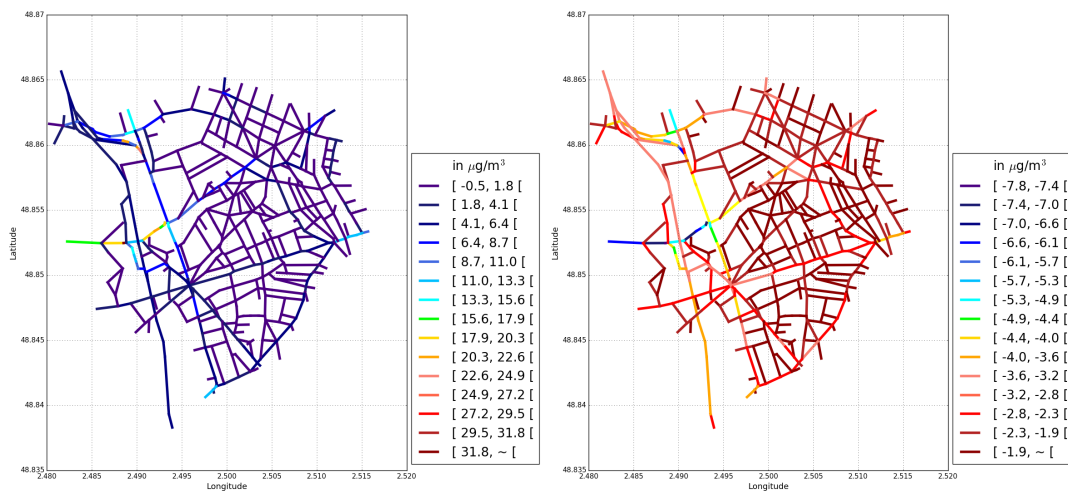 48.87
48.865
48.86
48.855
48.85
48.845
48.84
48.835
Latitude
2.480
2.485
2.490
2.495
2.500
2.505
2.510
2.515
2.520
Longitude
in μg/m³
[ -0.5, 1.8 [
[ 1.8, 4.1 [
[ 4.1, 6.4 [
[ 6.4, 8.7 [
[ 8.7, 11.0 [
[ 11.0, 13.3 [
[ 13.3, 15.6 [
[ 15.6, 17.9 [
[ 17.9, 20.3 [
[ 20.3, 22.6 [
[ 22.6, 24.9 [
[ 24.9, 27.2 [
[ 27.2, 29.5 [
[ 29.5, 31.8 [
[ 31.8, ~ [
48.87
48.865
48.86
48.855
48.85
48.845
48.84
48.835
Latitude
2.480
2.485
2.490
2.495
2.500
2.505
2.510
2.515
2.520
Longitude
in μg/m³
[ -7.8, -7.4 [
[ -7.4, -7.0 [
[ -7.0, -6.6 [
[ -6.6, -6.1 [
[ -6.1, -5.7 [
[ -5.7, -5.3 [
[ -5.3, -4.9 [
[ -4.9, -4.4 [
[ -4.4, -4.0 [
[ -4.0, -3.6 [
[ -3.6, -3.2 [
[ -3.2, -2.8 [
[ -2.8, -2.3 [
[ -2.3, -1.9 [
[ -1.9, ~ [